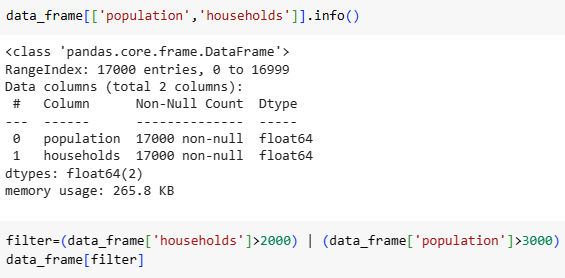 data_frame[['population','households']].info()
<class 'pandas.core.frame.DataFrame'>
RangeIndex: 17000 entries, 0 to 16999
Data columns (total 2 columns):
 #   Column      Non-Null Count  Dtype
---  ------      --------------  -----
 0   population  17000 non-null  float64
 1   households  17000 non-null  float64
dtypes: float64(2)
memory usage: 265.8 KB
filter=(data_frame['households']>2000) | (data_frame['population']>3000)
data_frame[filter]